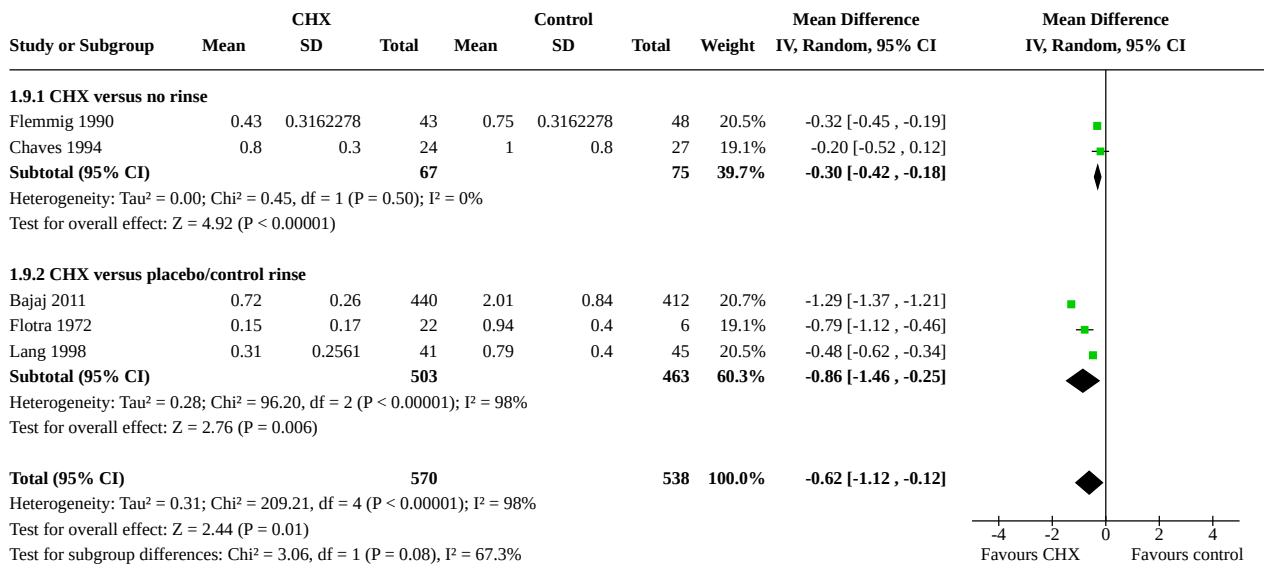 CHX Control Mean Difference Mean Difference
Study or Subgroup Mean SD Total Mean SD Total Weight IV, Random, 95% CI IV, Random, 95% CI
1.9.1 CHX versus no rinse
Flemmig 1990 0.43 0.3162278 43 0.75 0.3162278 48 20.5% -0.32 [-0.45 , -0.19]
Chaves 1994 0.8 0.3 24 1 0.8 27 19.1% -0.20 [-0.52 , 0.12]
Subtotal (95% CI) 67 75 39.7% -0.30 [-0.42 , -0.18]
Heterogeneity: Tau² = 0.00; Chi² = 0.45, df = 1 (P = 0.50); I² = 0%
Test for overall effect: Z = 4.92 (P < 0.00001)
1.9.2 CHX versus placebo/control rinse
Bajaj 2011 0.72 0.26 440 2.01 0.84 412 20.7% -1.29 [-1.37 , -1.21]
Flotra 1972 0.15 0.17 22 0.94 0.4 6 19.1% -0.79 [-1.12 , -0.46]
Lang 1998 0.31 0.2561 41 0.79 0.4 45 20.5% -0.48 [-0.62 , -0.34]
Subtotal (95% CI) 503 463 60.3% -0.86 [-1.46 , -0.25]
Heterogeneity: Tau² = 0.28; Chi² = 96.20, df = 2 (P < 0.00001); I² = 98%
Test for overall effect: Z = 2.76 (P = 0.006)
Total (95% CI) 570 538 100.0% -0.62 [-1.12 , -0.12]
Heterogeneity: Tau² = 0.31; Chi² = 209.21, df = 4 (P < 0.00001); I² = 98%
Test for overall effect: Z = 2.44 (P = 0.01)
Test for subgroup differences: Chi² = 3.06, df = 1 (P = 0.08), I² = 67.3%
-4 -2 0 2 4
Favours CHX Favours control